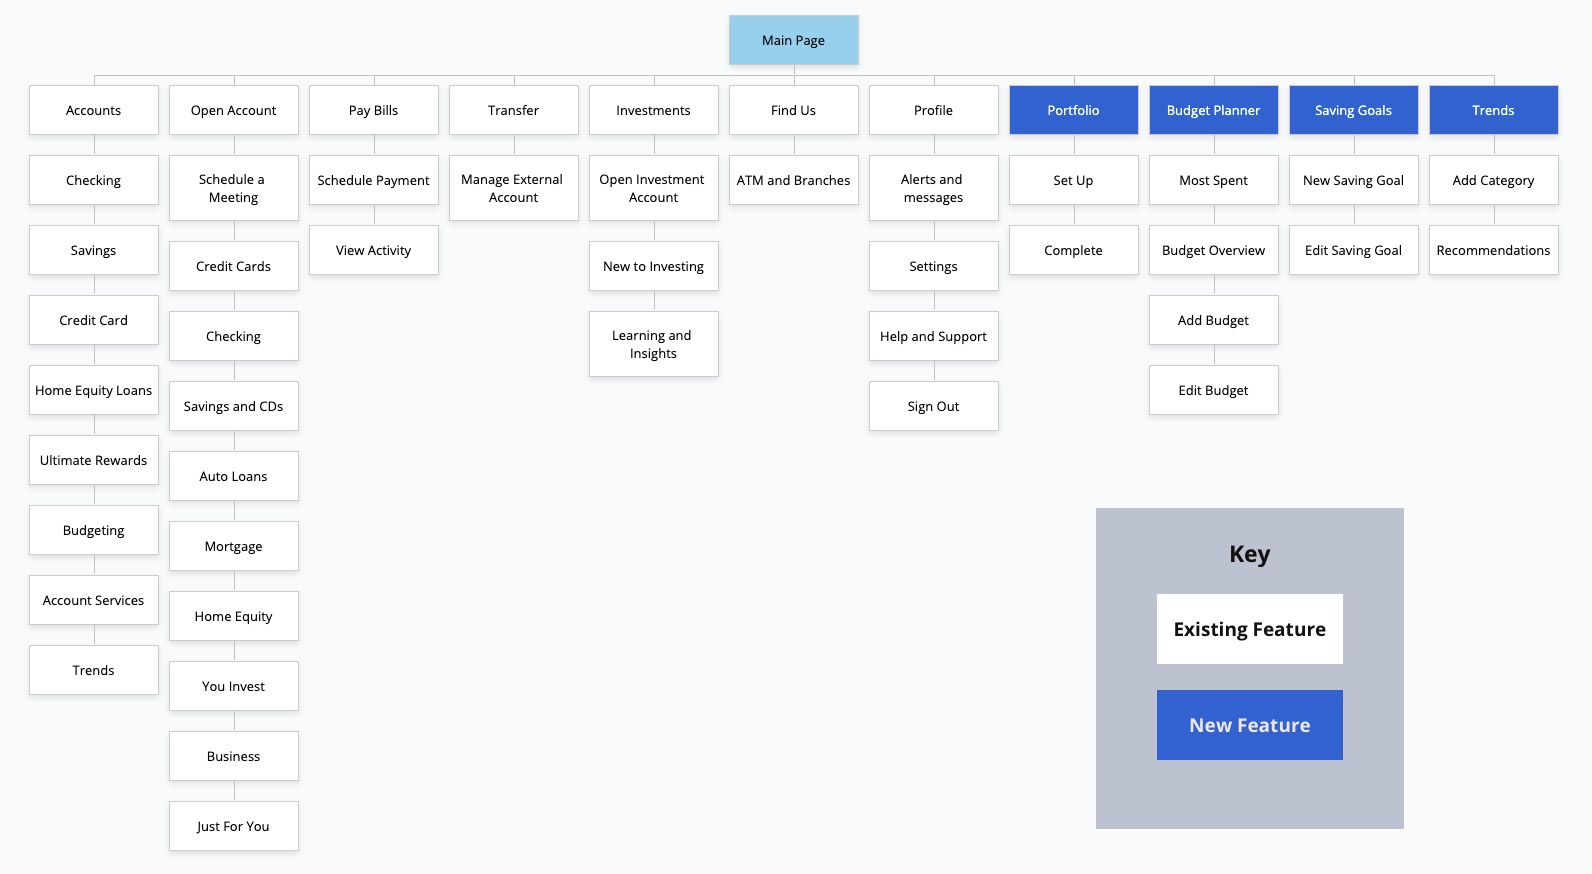 Main Page
Accounts
Open Account
Pay Bills
Transfer
Investments
Find Us
Profile
Portfolio
Budget Planner
Saving Goals
Trends
Checking
Savings
Credit Card
Home Equity Loans
Ultimate Rewards
Budgeting
Account Services
Trends
Schedule a
Meeting
Credit Cards
Checking
Savings and CDs
Auto Loans
Mortgage
Home Equity
You Invest
Business
Just For You
Schedule Payment
View Activity
Manage External
Account
Open Investment
Account
New to Investing
Learning and
Insights
ATM and Branches
Alerts and
messages
Settings
Help and Support
Sign Out
Set Up
Complete
Most Spent
Budget Overview
Add Budget
Edit Budget
New Saving Goal
Edit Saving Goal
Add Category
Recommendations
Key
Existing Feature
New Feature